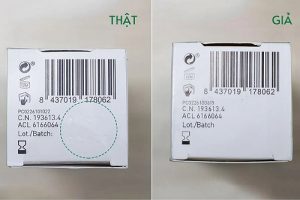 THẬT
8 437019 178062
C.N. 193613.4
ACL 6166064
Lot./Batch:
GIẢ
8 437019 178062
C.N. 193613.4
ACL 6166064
Lot./Batch